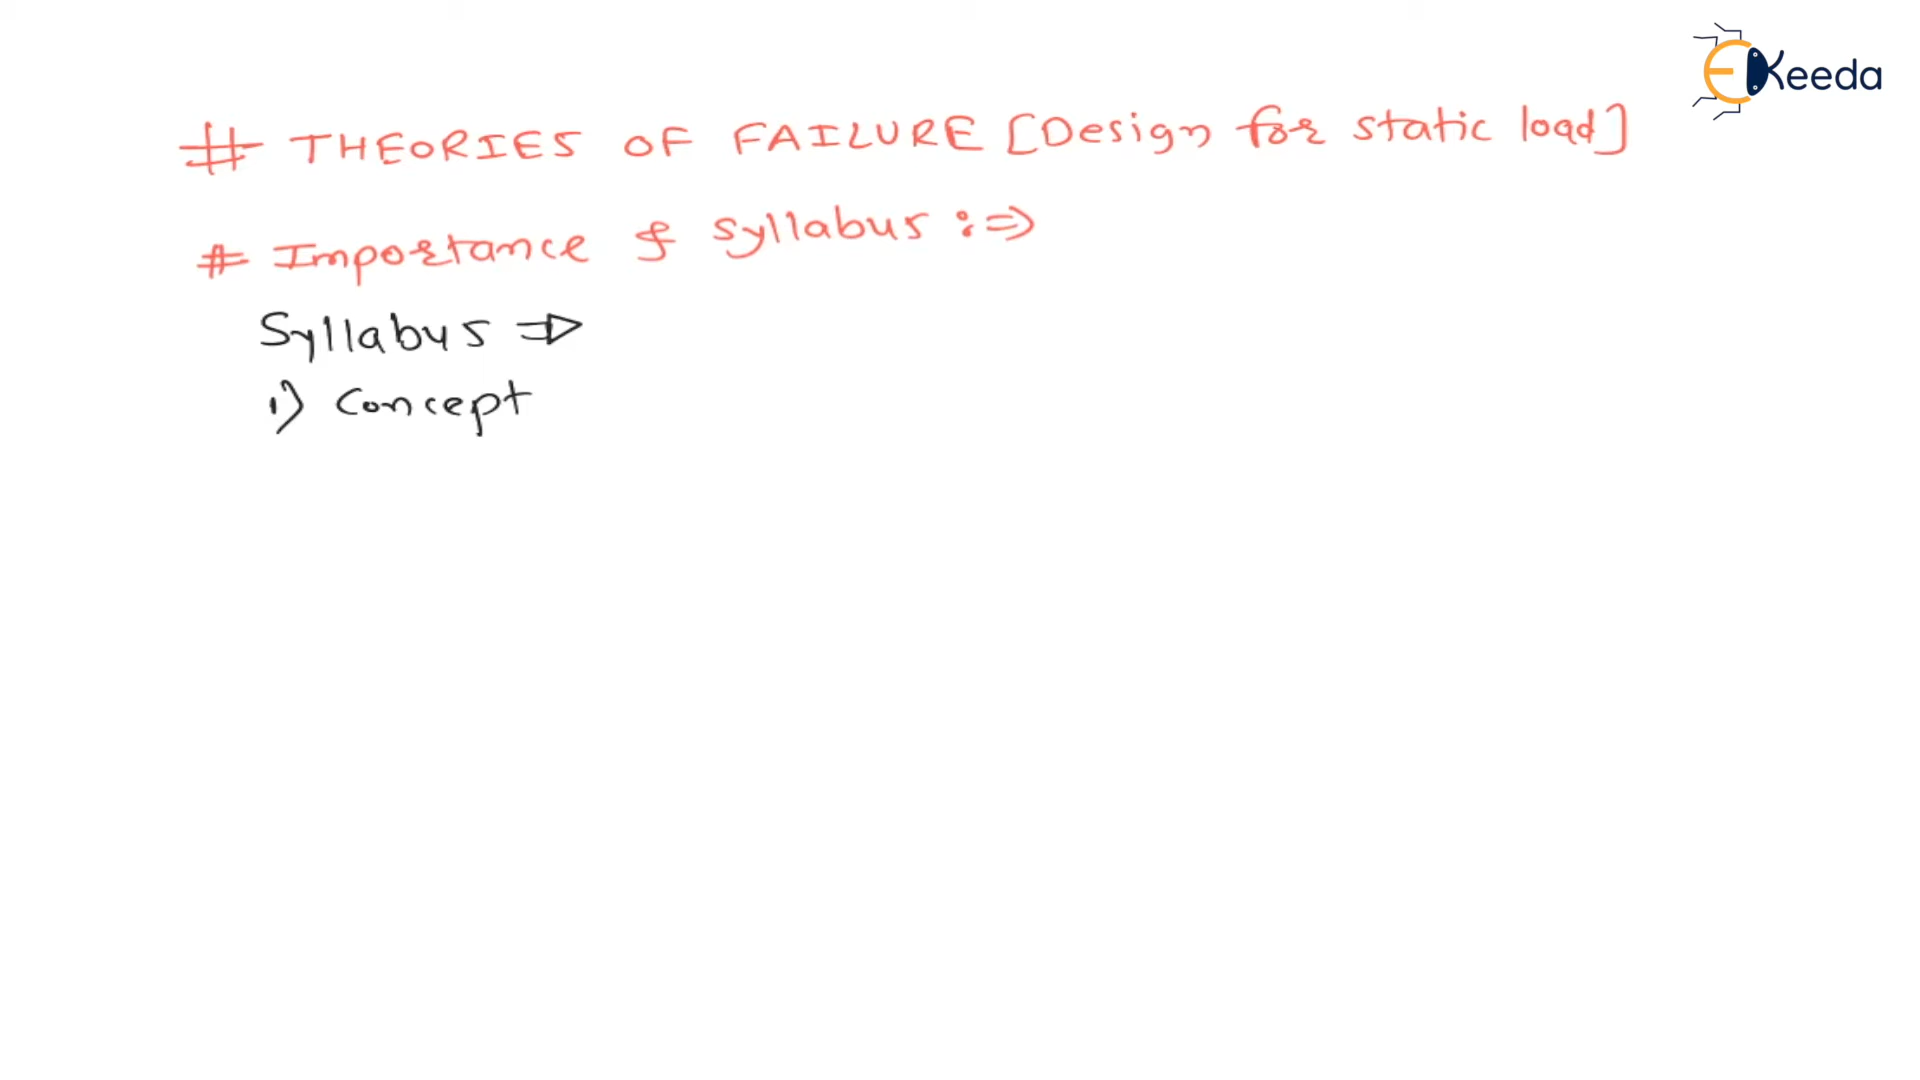 EKeeda
# THEORIES OF FAILURE [Design for static load]
# Importance & syllabus :⇒
Syllabus ⇒
1) Concept